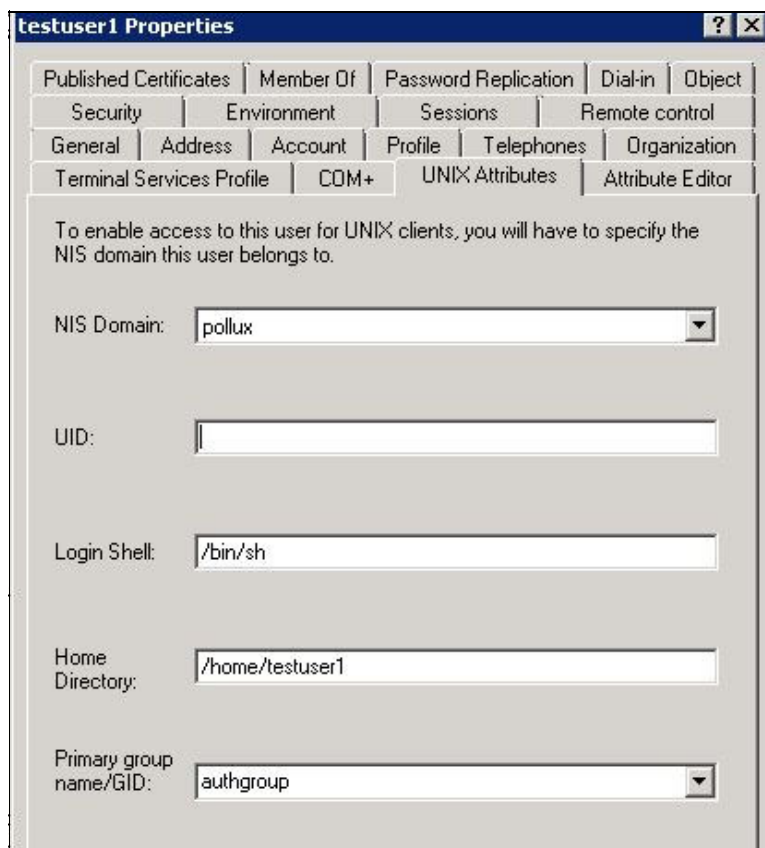 testuser1 Properties
Published Certificates Member Of Password Replication Dial-in Object
Security Environment Sessions Remote control
General Address Account Profile Telephones Organization
Terminal Services Profile COM+ UNIX Attributes Attribute Editor
To enable access to this user for UNIX clients, you will have to specify the
NIS domain this user belongs to.
NIS Domain: pollux
UID:
Login Shell: /bin/sh
Home
Directory: /home/testuser1
Primary group
name/GID: authgroup